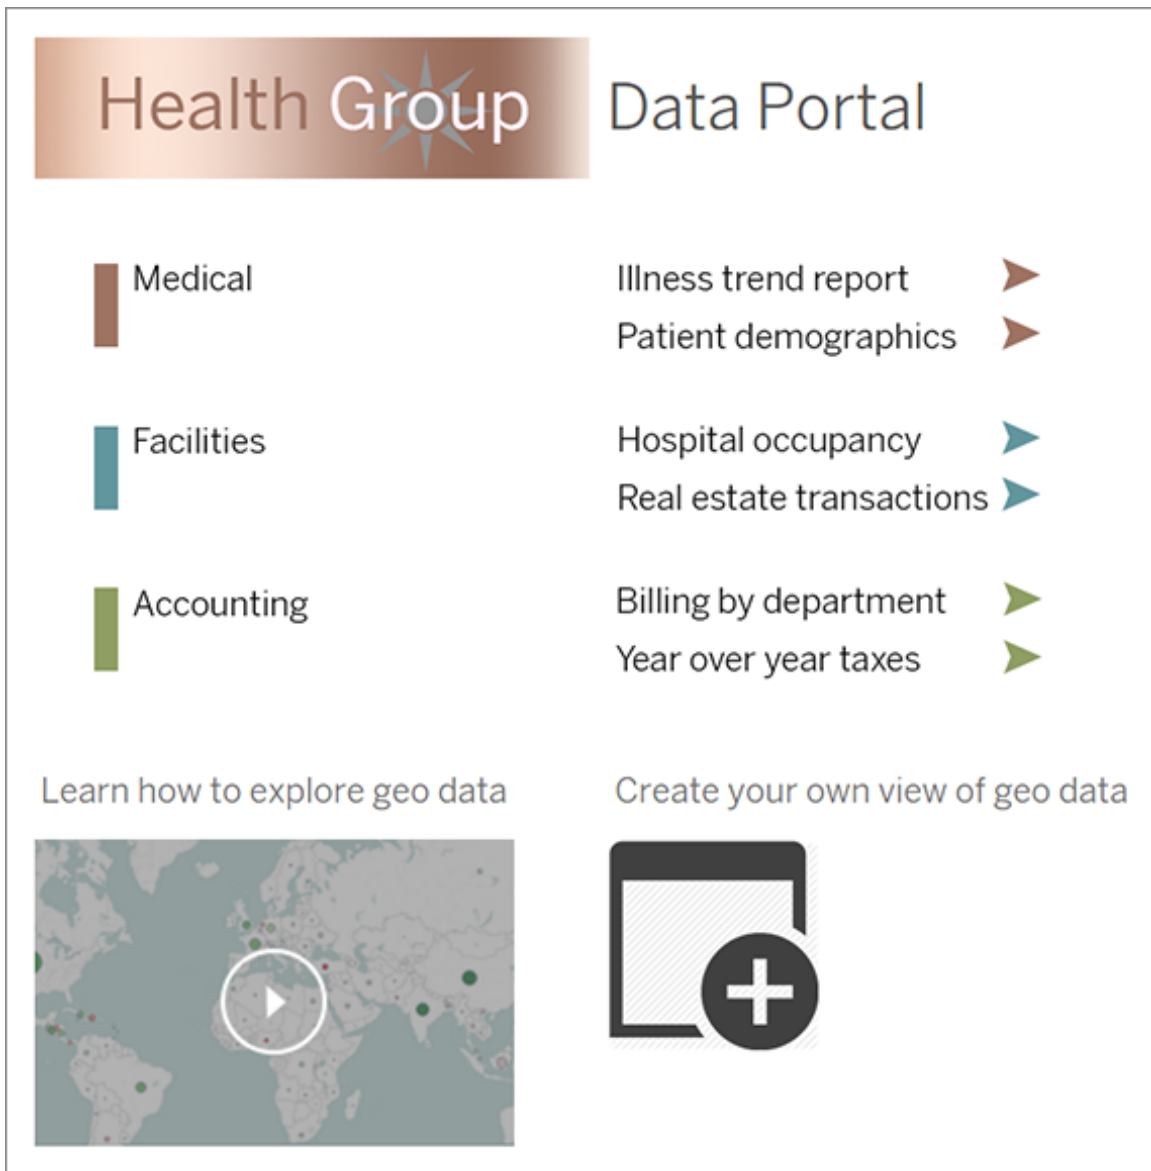 Health Group Data Portal
Medical
Illness trend report
Patient demographics
Facilities
Hospital occupancy
Real estate transactions
Accounting
Billing by department
Year over year taxes
Learn how to explore geo data
Create your own view of geo data